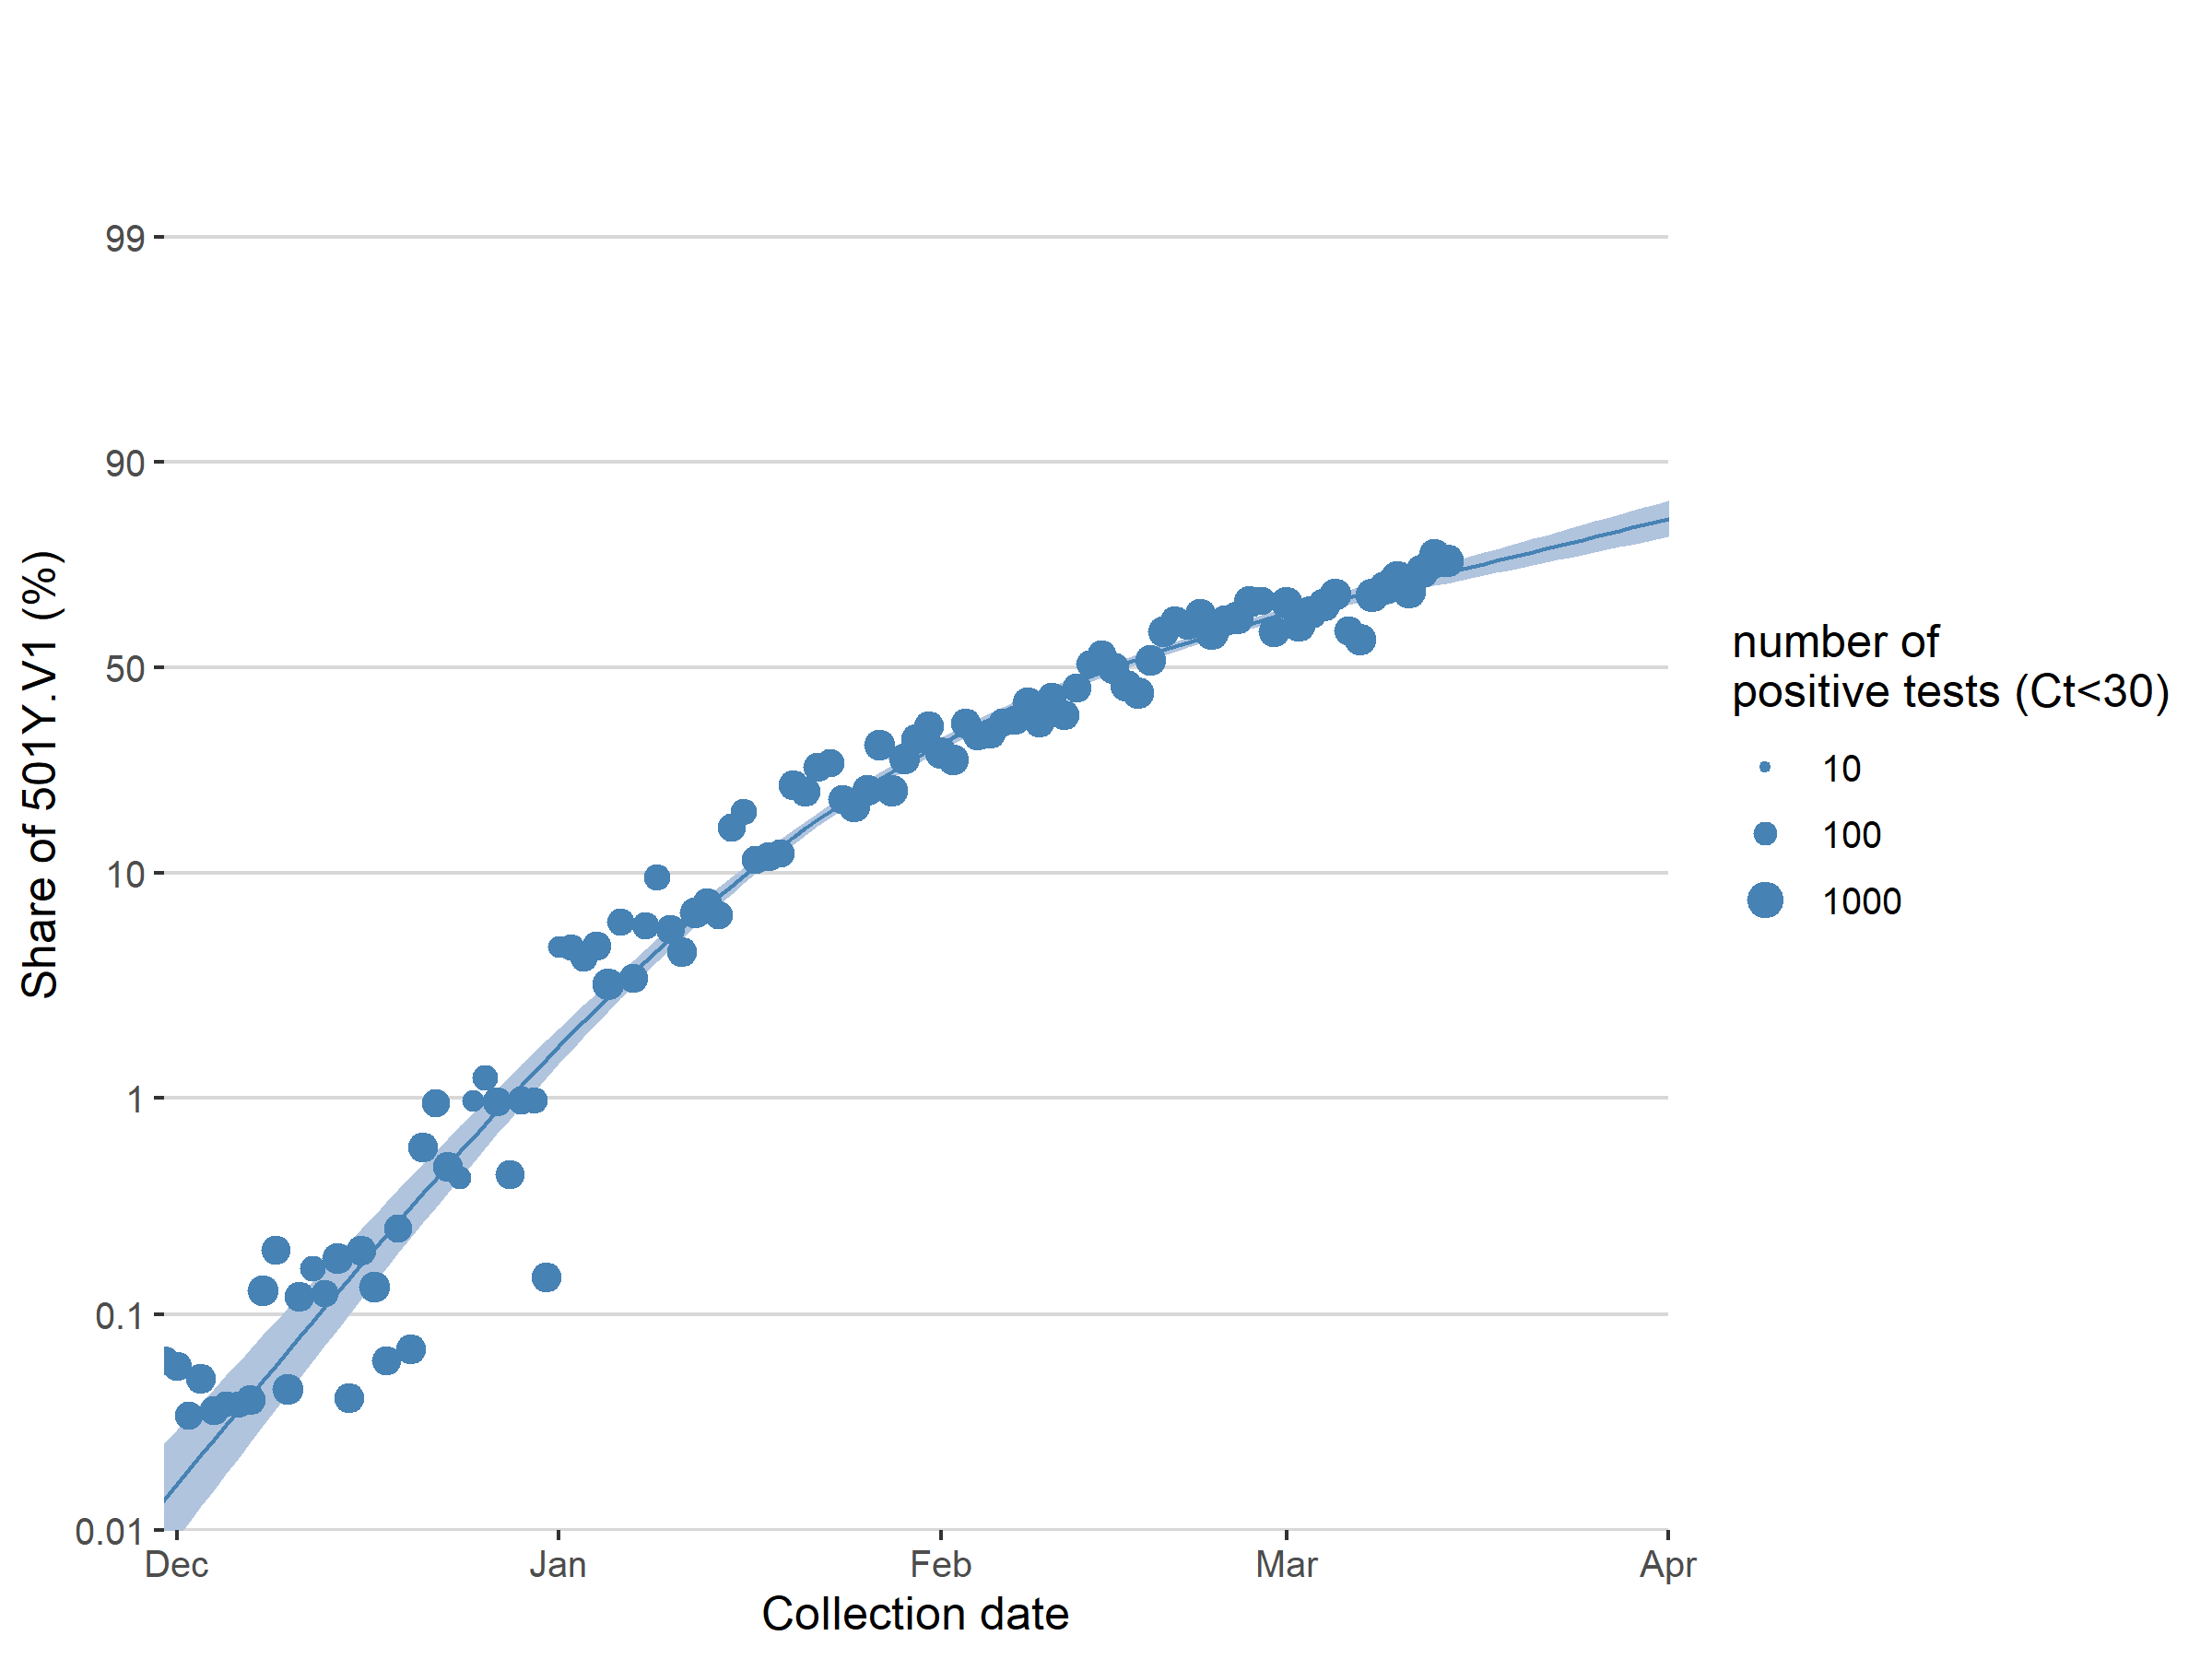 99
90
50
10
1
0.1
0.01
Share of 501Y.V1 (%)
Dec Jan Feb Mar Apr
Collection date
number of
positive tests (Ct<30)
10
100
1000